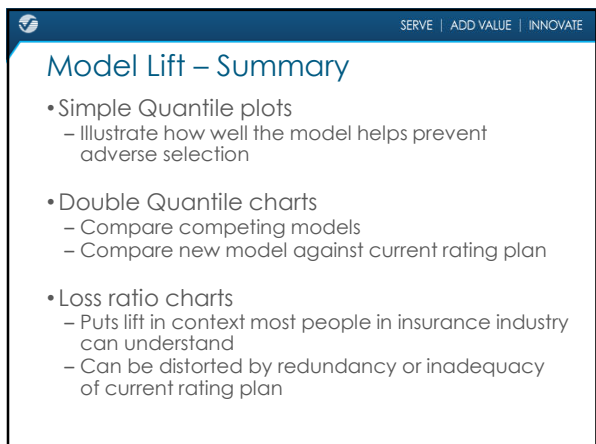 SERVE | ADD VALUE | INNOVATE
Model Lift – Summary
• Simple Quantile plots
– Illustrate how well the model helps prevent
adverse selection
• Double Quantile charts
– Compare competing models
– Compare new model against current rating plan
• Loss ratio charts
– Puts lift in context most people in insurance industry
can understand
– Can be distorted by redundancy or inadequacy
of current rating plan